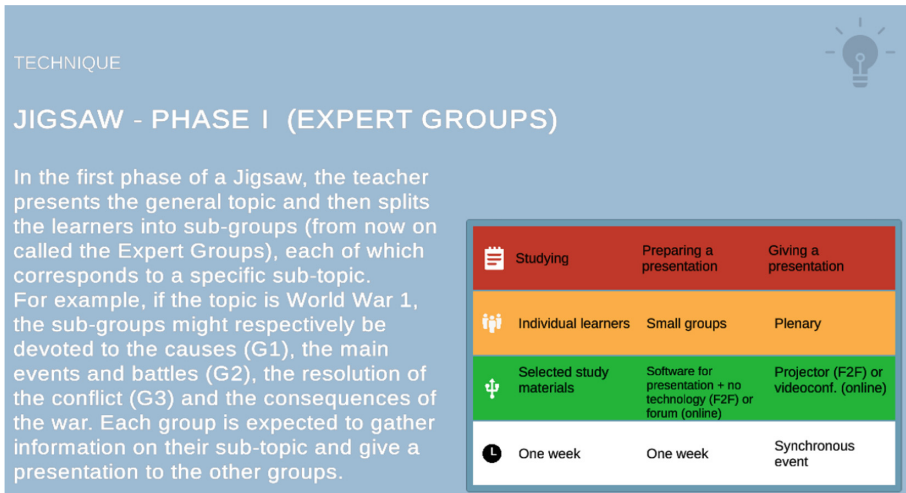 TECHNIQUE
JIGSAW - PHASE I (EXPERT GROUPS)
In the first phase of a Jigsaw, the teacher
presents the general topic and then splits
the learners into sub-groups (from now on
called the Expert Groups), each of which
corresponds to a specific sub-topic.
For example, if the topic is World War 1,
the sub-groups might respectively be
devoted to the causes (G1), the main
events and battles (G2), the resolution of
the conflict (G3) and the consequences of
the war. Each group is expected to gather
information on their sub-topic and give a
presentation to the other groups.
Studying
Preparing a
presentation
Giving a
presentation
Individual learners
Small groups
Plenary
Selected study
materials
Software for
presentation + no
technology (F2F) or
forum (online)
Projector (F2F) or
videoconf. (online)
One week
One week
Synchronous
event